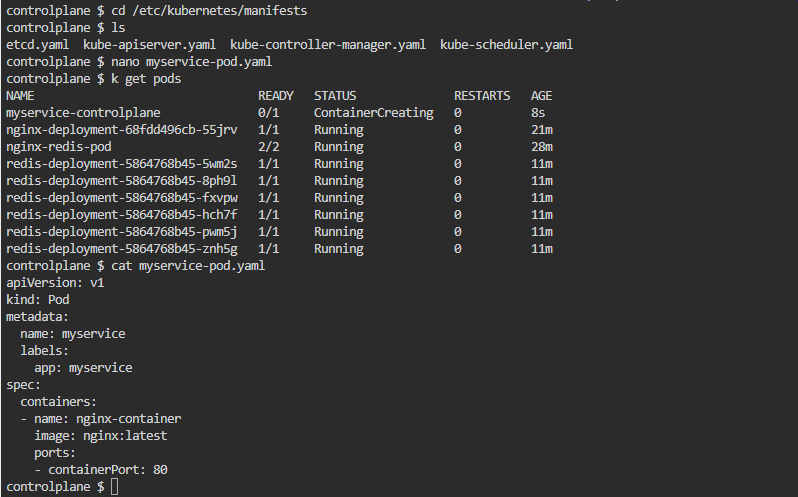 controlplane $ cd /etc/kubernetes/manifests
controlplane $ ls
etcd.yaml  kube-apiserver.yaml  kube-controller-manager.yaml  kube-scheduler.yaml
controlplane $ nano myservice-pod.yaml
controlplane $ k get pods
NAME                                READY   STATUS              RESTARTS   AGE
myservice-controlplane              0/1     ContainerCreating   0          8s
nginx-deployment-68fdd496cb-55jrv   1/1     Running             0          21m
nginx-redis-pod                     2/2     Running             0          28m
redis-deployment-5864768b45-5wm2s   1/1     Running             0          11m
redis-deployment-5864768b45-8ph9l   1/1     Running             0          11m
redis-deployment-5864768b45-fxvpw   1/1     Running             0          11m
redis-deployment-5864768b45-hch7f   1/1     Running             0          11m
redis-deployment-5864768b45-pwm5j   1/1     Running             0          11m
redis-deployment-5864768b45-znh5g   1/1     Running             0          11m
controlplane $ cat myservice-pod.yaml
apiVersion: v1
kind: Pod
metadata:
  name: myservice
  labels:
    app: myservice
spec:
  containers:
  - name: nginx-container
    image: nginx:latest
    ports:
    - containerPort: 80
controlplane $